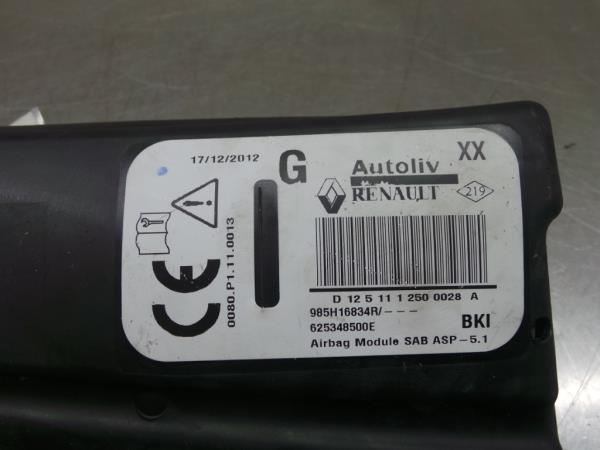 17/12/2012
G
Autoliv
XX
RENAULT
219
0080.P1.11.0013
CE
D 12 5 11 1 250 0028 A
985H16834R/---
625348500E
BKI
Airbag Module SAB ASP-5.1